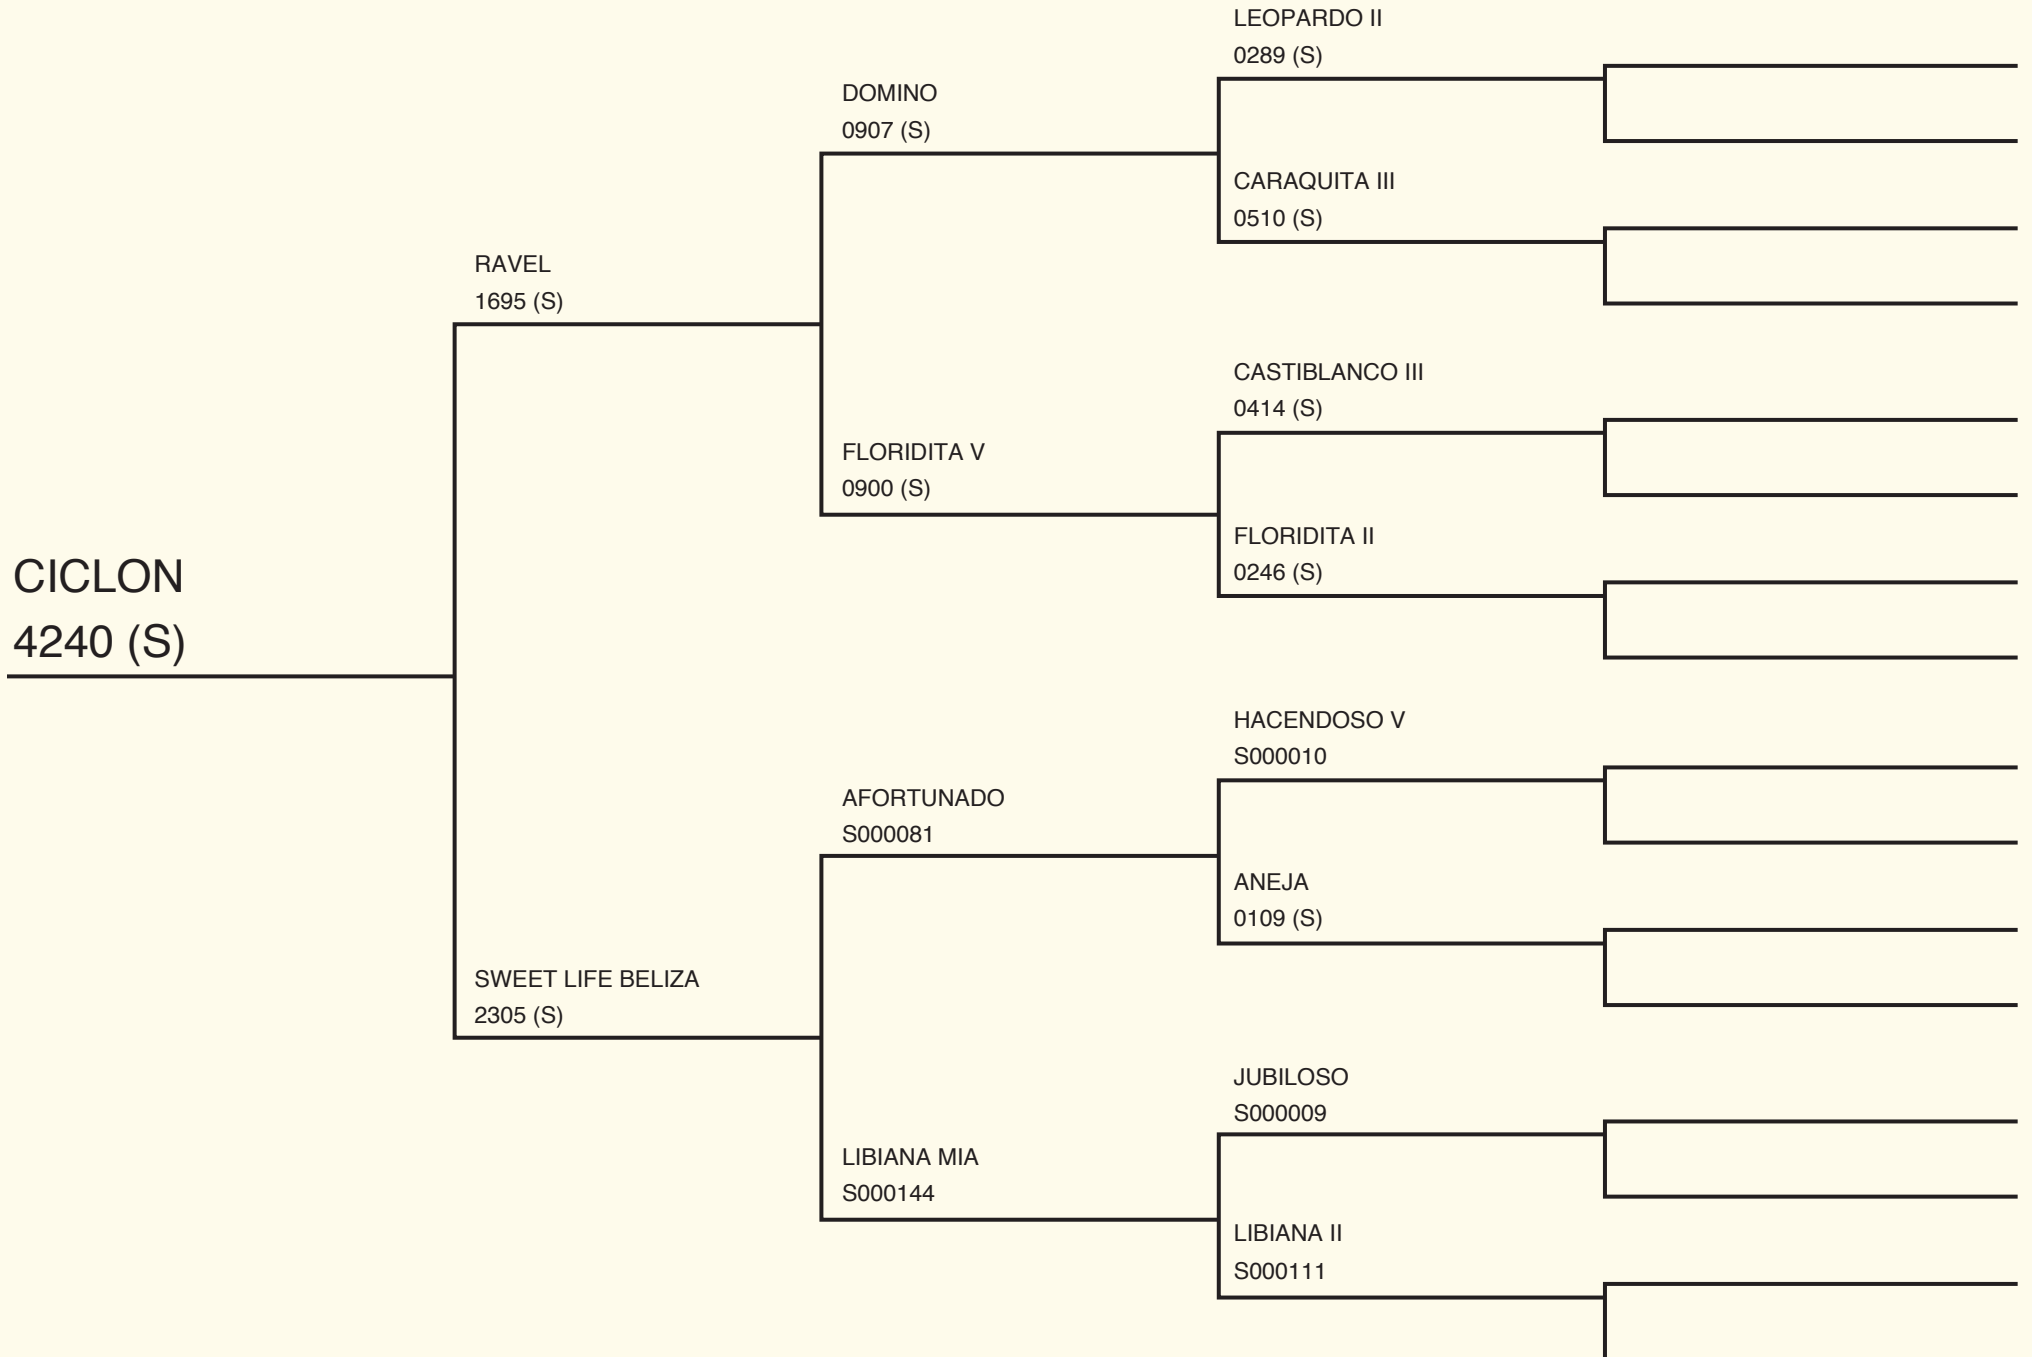 LEOPARDO II
0289 (S)
DOMINO
0907 (S)
CARAQUITA III
0510 (S)
RAVEL
1695 (S)
CASTIBLANCO III
0414 (S)
FLORIDITA V
0900 (S)
FLORIDITA II
0246 (S)
CICLON
4240 (S)
HACENDOSO V
S000010
AFORTUNADO
S000081
ANEJA
0109 (S)
SWEET LIFE BELIZA
2305 (S)
JUBILOSO
S000009
LIBIANA MIA
S000144
LIBIANA II
S000111